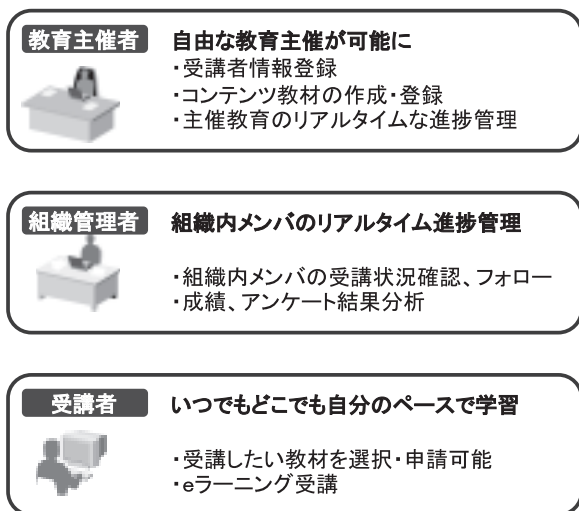 教育主催者 自由な教育主催が可能に
・受講者情報登録
・コンテンツ教材の作成・登録
・主催教育のリアルタイムな進捗管理
組織管理者 組織内メンバのリアルタイム進捗管理
・組織内メンバの受講状況確認、フォロー
・成績、アンケート結果分析
受講者 いつでもどこでも自分のペースで学習
・受講したい教材を選択・申請可能
・eラーニング受講